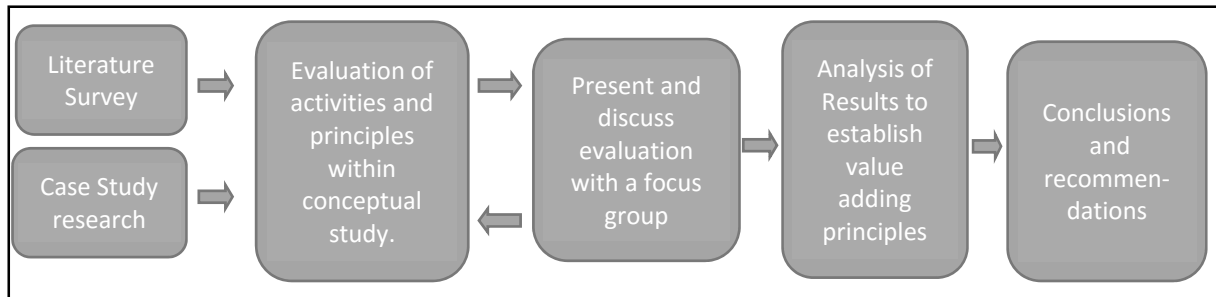 Literature
Survey
Case Study
research
Evaluation of
activities and
principles
within
conceptual
study.
Present and
discuss
evaluation
with a focus
group
Analysis of
Results to
establish
value
adding
principles
Conclusions
and
recommen-
dations